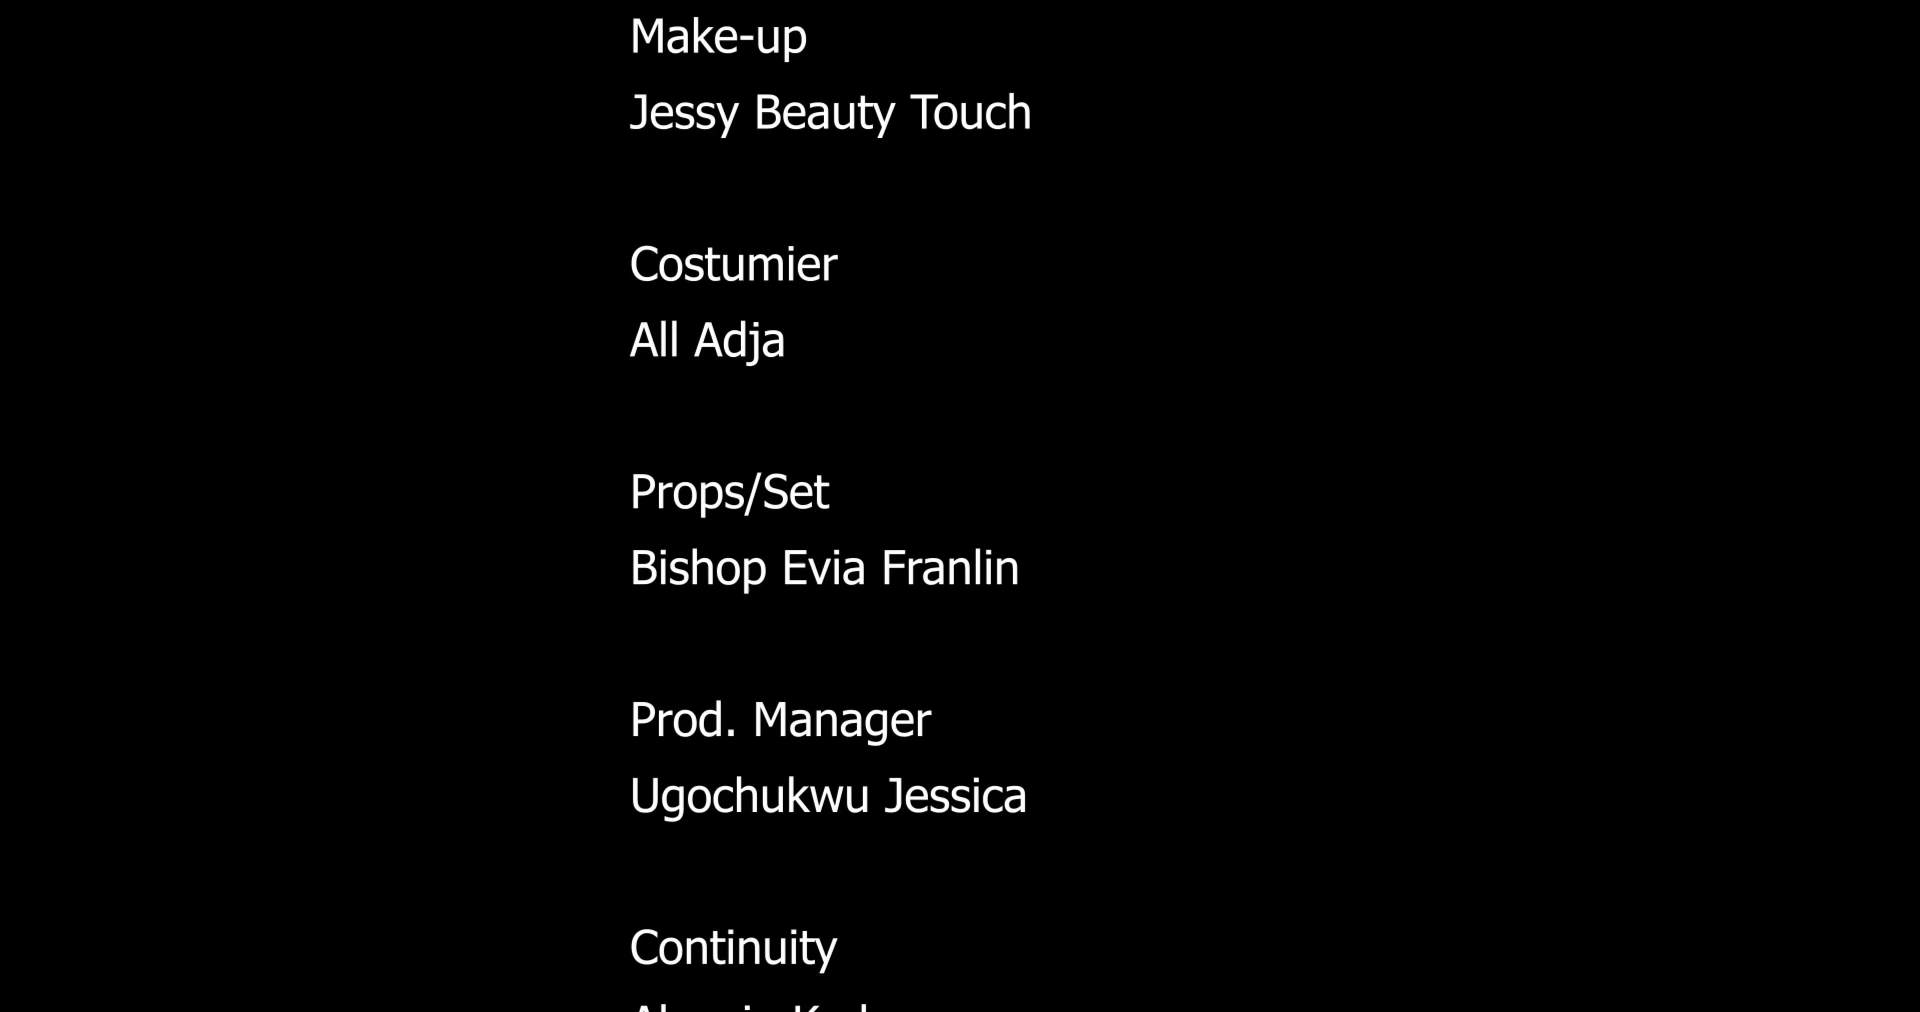 Make-up
Jessy Beauty Touch
Costumier
All Adja
Props/Set
Bishop Evia Franlin
Prod. Manager
Ugochukwu Jessica
Continuity